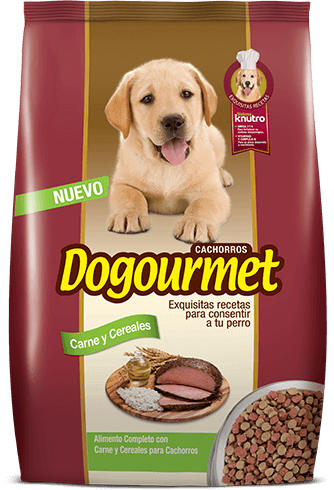 EXQUISITAS RECETAS
knutro
NUEVO
CACHORROS
Dogourmet
Exquisitas recetas
para consentir
a tu perro
Carne y Cereales
Alimento Completo con
Carne y Cereales para Cachorros